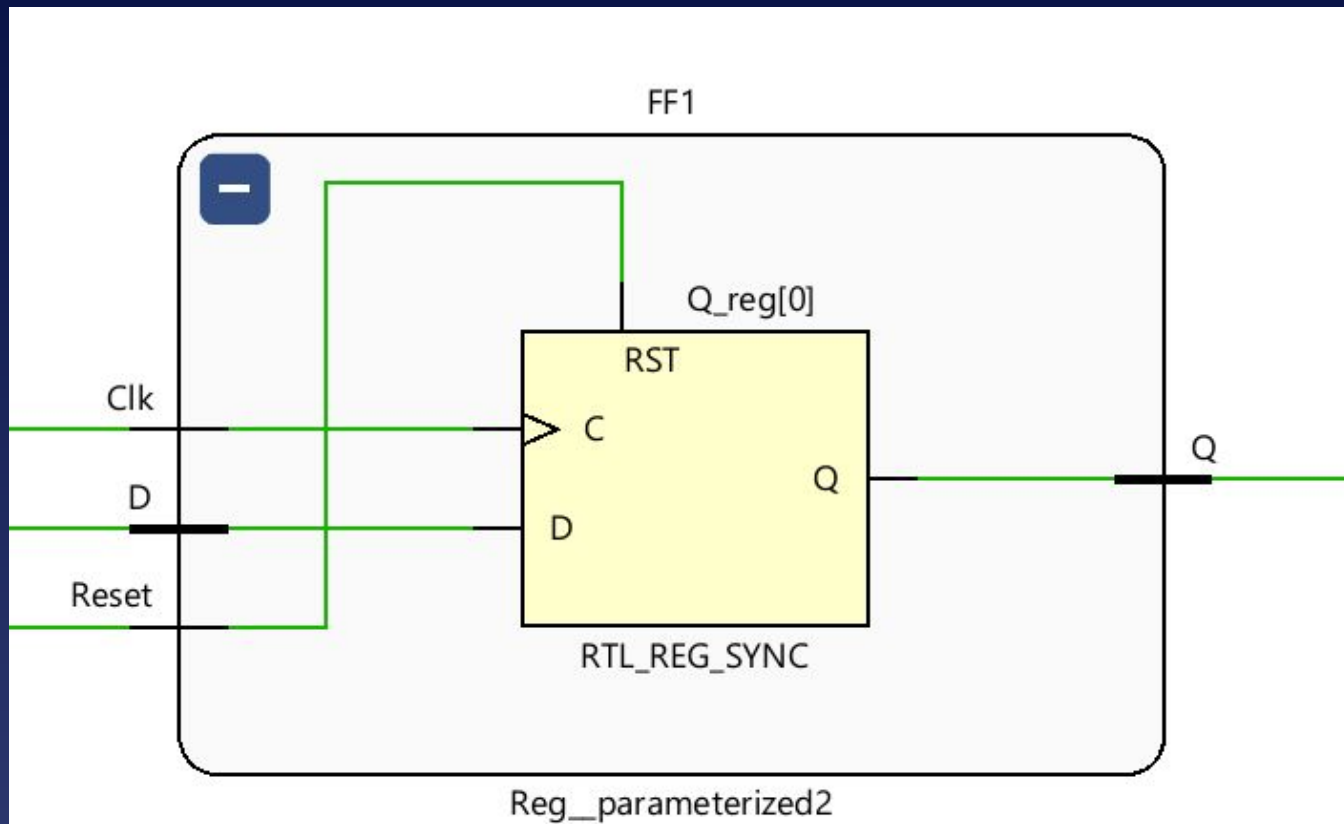 FF1
Q_reg[0]
RST
Clk
C
Q
Q
D
D
Reset
RTL_REG_SYNC
Reg__parameterized2